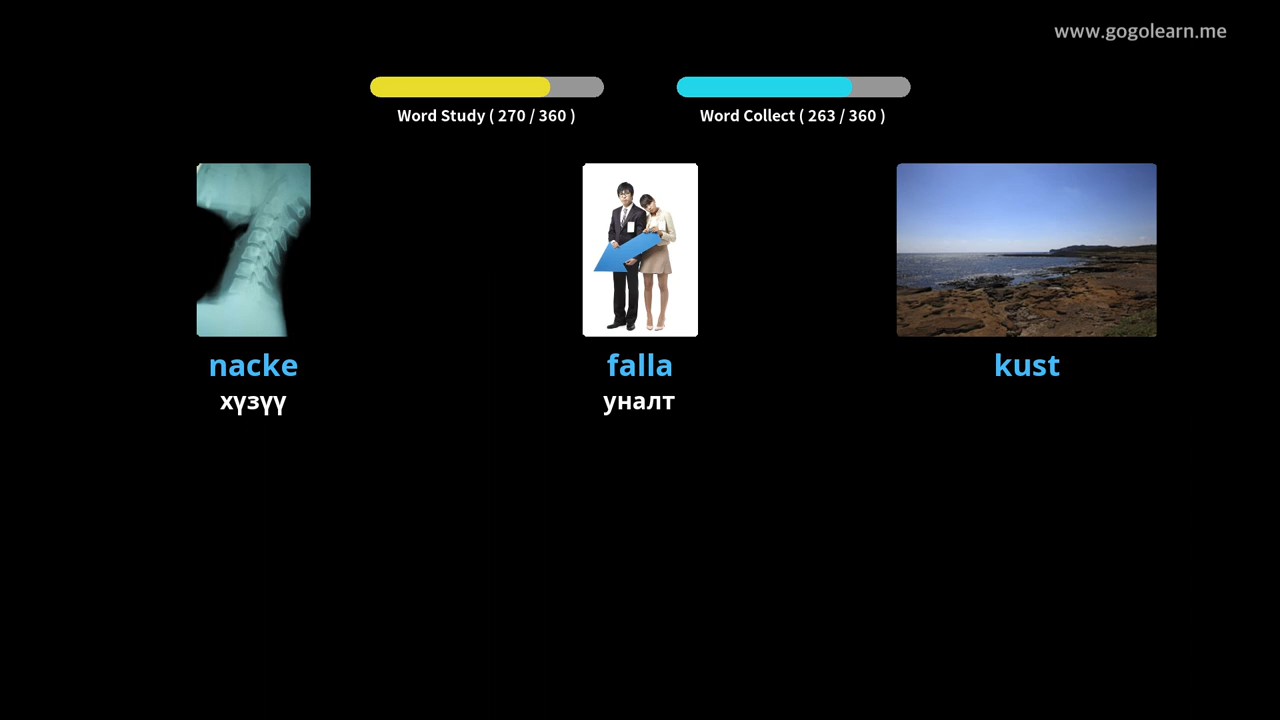 www.gogolearn.me
Word Study ( 270 / 360 )
Word Collect ( 263 / 360 )
nacke
falla
kust
хүзүү
уналт